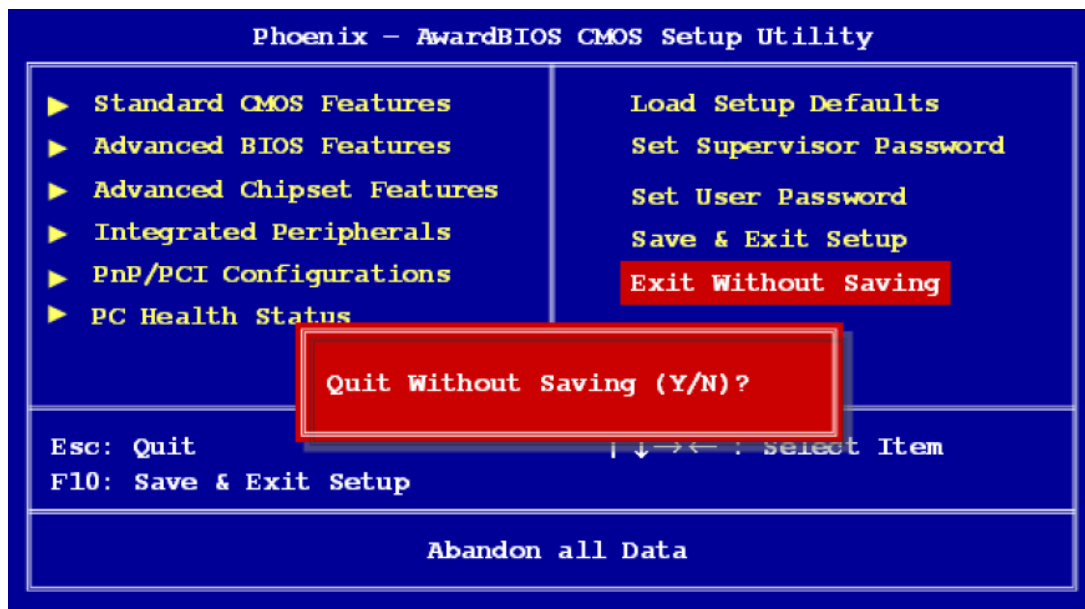 Phoenix – AwardBIOS CMOS Setup Utility
▶ Standard CMOS Features
▶ Advanced BIOS Features
▶ Advanced Chipset Features
▶ Integrated Peripherals
▶ PnP/PCI Configurations
▶ PC Health Status
Load Setup Defaults
Set Supervisor Password
Set User Password
Save & Exit Setup
Exit Without Saving
Quit Without Saving (Y/N)?
Esc: Quit
F10: Save & Exit Setup
↑↓→← : Select Item
Abandon all Data